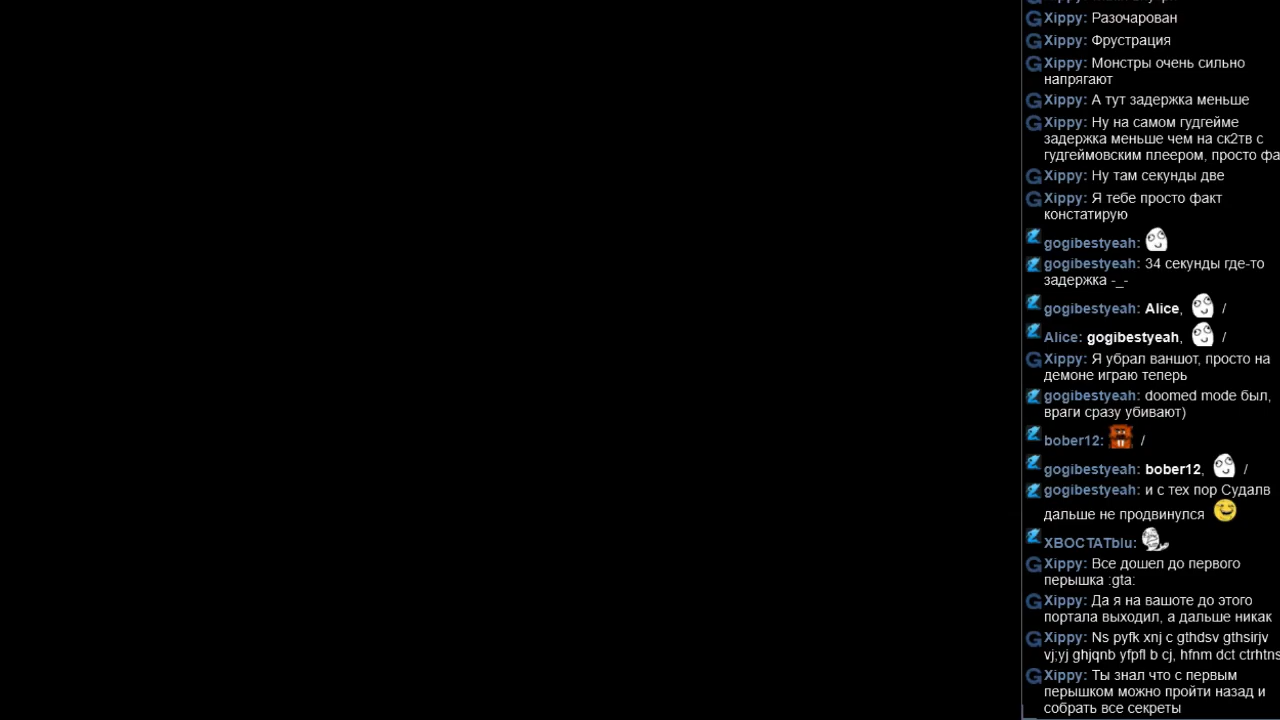 Xippy: Разочарован
Xippy: Фрустрация
Xippy: Монстры очень сильно
напрягают
Xippy: А тут задержка меньше
Xippy: Ну на самом гудгейме
задержка меньше чем на ск2тв с
гудгеймовским плеером, просто фа
Xippy: Ну там секунды две
Xippy: Я тебе просто факт
констатирую
gogibestyeah:
gogibestyeah: 34 секунды где-то
задержка -_-
gogibestyeah: Alice, /
Alice: gogibestyeah, /
Xippy: Я убрал ваншот, просто на
демоне играю теперь
gogibestyeah: doomed mode был,
враги сразу убивают)
bober12: /
gogibestyeah: bober12, /
gogibestyeah: и с тех пор Судалв
дальше не продвинулся
XBOCTATblu:
Xippy: Все дошел до первого
перышка :gta:
Xippy: Да я на вашоте до этого
портала выходил, а дальше никак
Xippy: Ns pyfk xnj c gthdsv gthsirjv
vj;yj ghjqnb yfpfl b cj, hfnm dct ctrhtns
Xippy: Ты знал что с первым
перышком можно пройти назад и
собрать все секреты